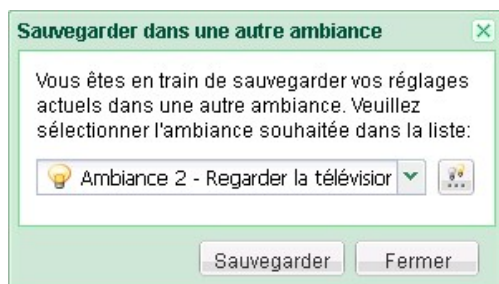 Sauvegarder dans une autre ambiance
Vous êtes en train de sauvegarder vos réglages
actuels dans une autre ambiance. Veuillez
sélectionner l'ambiance souhaitée dans la liste:
Ambiance 2 - Regarder la télévision
Sauvegarder
Fermer